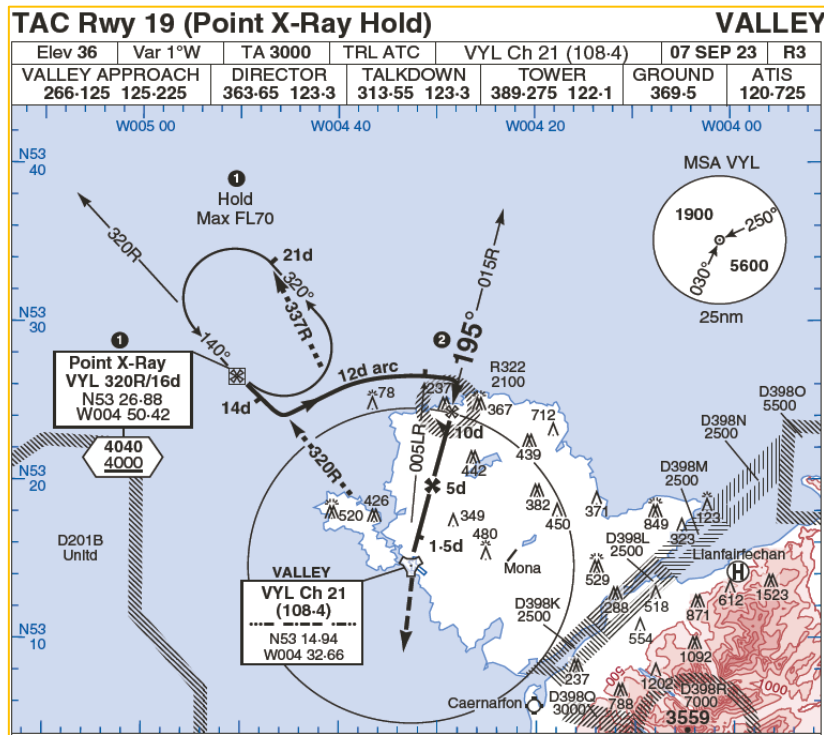 TAC Rwy 19 (Point X-Ray Hold) VALLEY
Elev 36 Var 1°W TA 3000 TRL ATC VYL Ch 21 (108·4) 07 SEP 23 R3
VALLEY APPROACH DIRECTOR TALKDOWN TOWER GROUND ATIS
266·125 125·225 363·65 123·3 313·55 123·3 389·275 122·1 369·5 120·725
W005 00 W004 40 W004 20 W004 00
N53
40
MSA VYL
1900
250°
030°
5600
25nm
1
Hold
Max FL70
320R
21d
320°
337R
015R
N53
30
140°
1
2
195°
Point X-Ray
VYL 320R/16d
N53 26·88
W004 50·42
12d arc
R322
2100
78
237
367
14d
10d
712
D398O
5500
D398N
2500
4040
4000
005LR
439
442
D398M
2500
320R
N53
20
5d
382
371
520
426
349
450
849
123
323
D201B
Unltd
480
1·5d
D398L
2500
Llanfairfechan
H
VALLEY
VYL Ch 21
(108·4)
N53 14·94
W004 32·66
Mona
529
288
518
612
1523
871
D398K
2500
554
N53
10
1092
237
500
1202
D398R
7000
1000
Caernarfon
D398Q
3000
788
3559